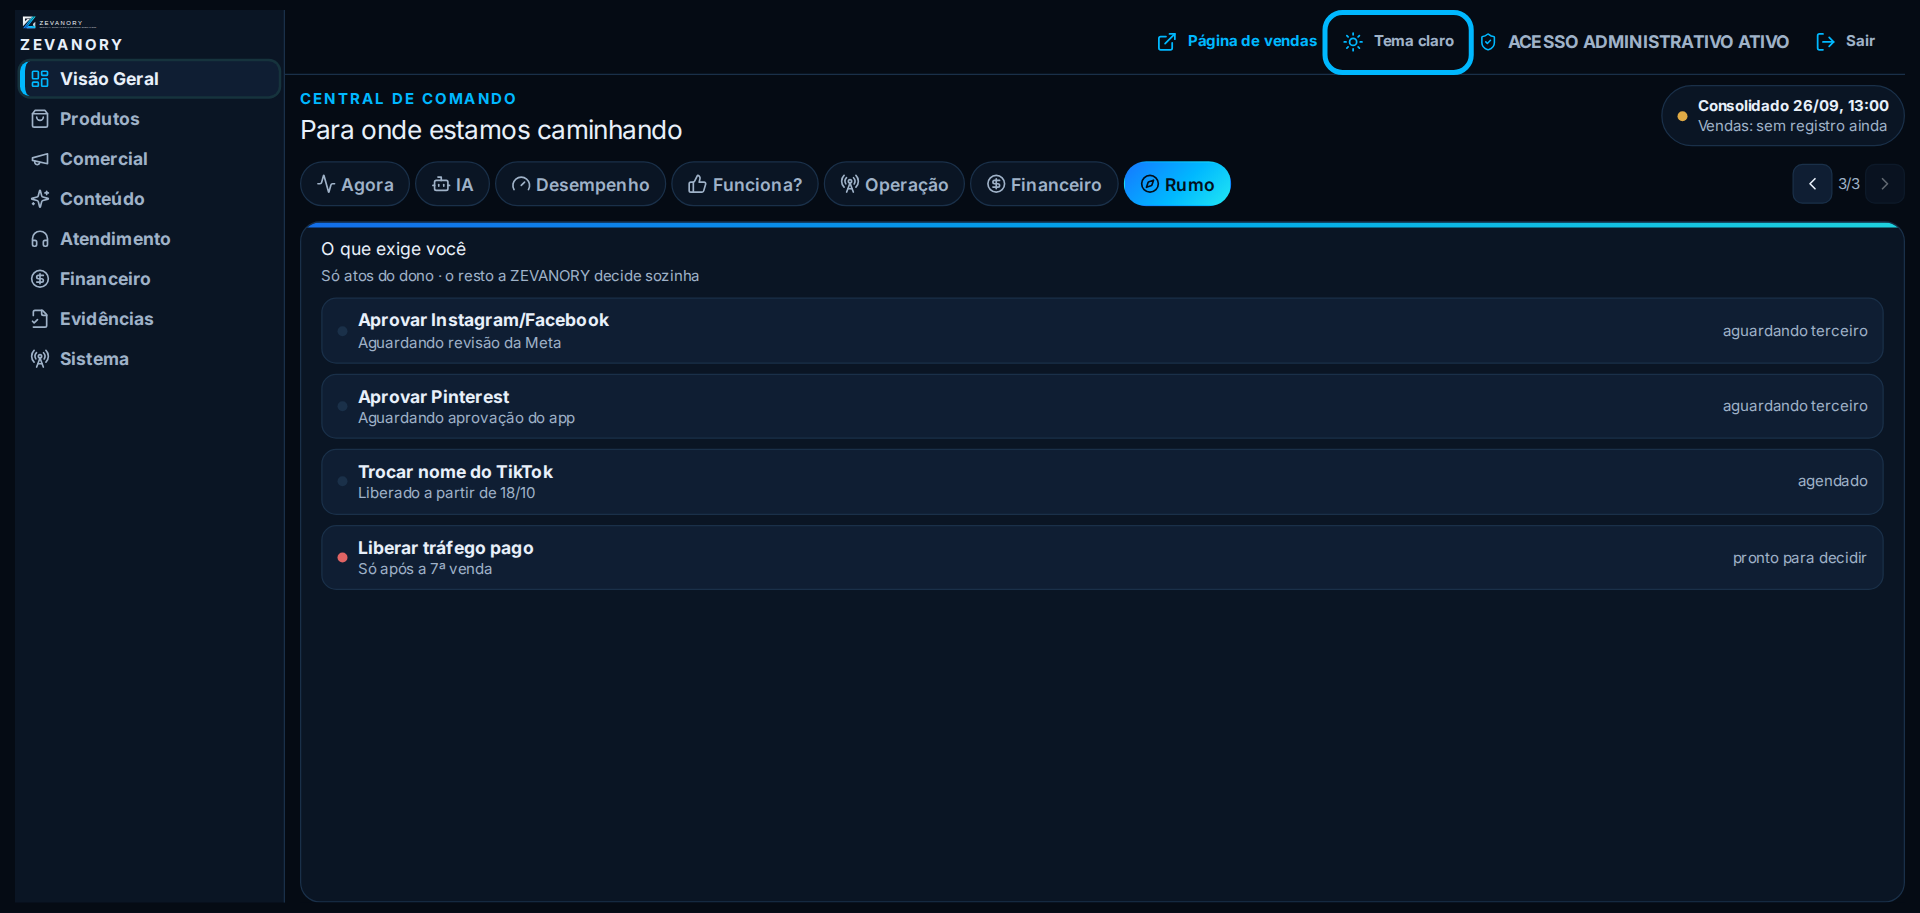 ZEVANORY
ZEVANORY
Visão Geral
Produtos
Comercial
Conteúdo
Atendimento
Financeiro
Evidências
Sistema
Página de vendas
Tema claro
ACESSO ADMINISTRATIVO ATIVO
Sair
CENTRAL DE COMANDO
Para onde estamos caminhando
Consolidado 26/09, 13:00
Vendas: sem registro ainda
Agora
IA
Desempenho
Funciona?
Operação
Financeiro
Rumo
3/3
O que exige você
Só atos do dono · o resto a ZEVANORY decide sozinha
Aprovar Instagram/Facebook
Aguardando revisão da Meta
aguardando terceiro
Aprovar Pinterest
Aguardando aprovação do app
aguardando terceiro
Trocar nome do TikTok
Liberado a partir de 18/10
agendado
Liberar tráfego pago
Só após a 7ª venda
pronto para decidir